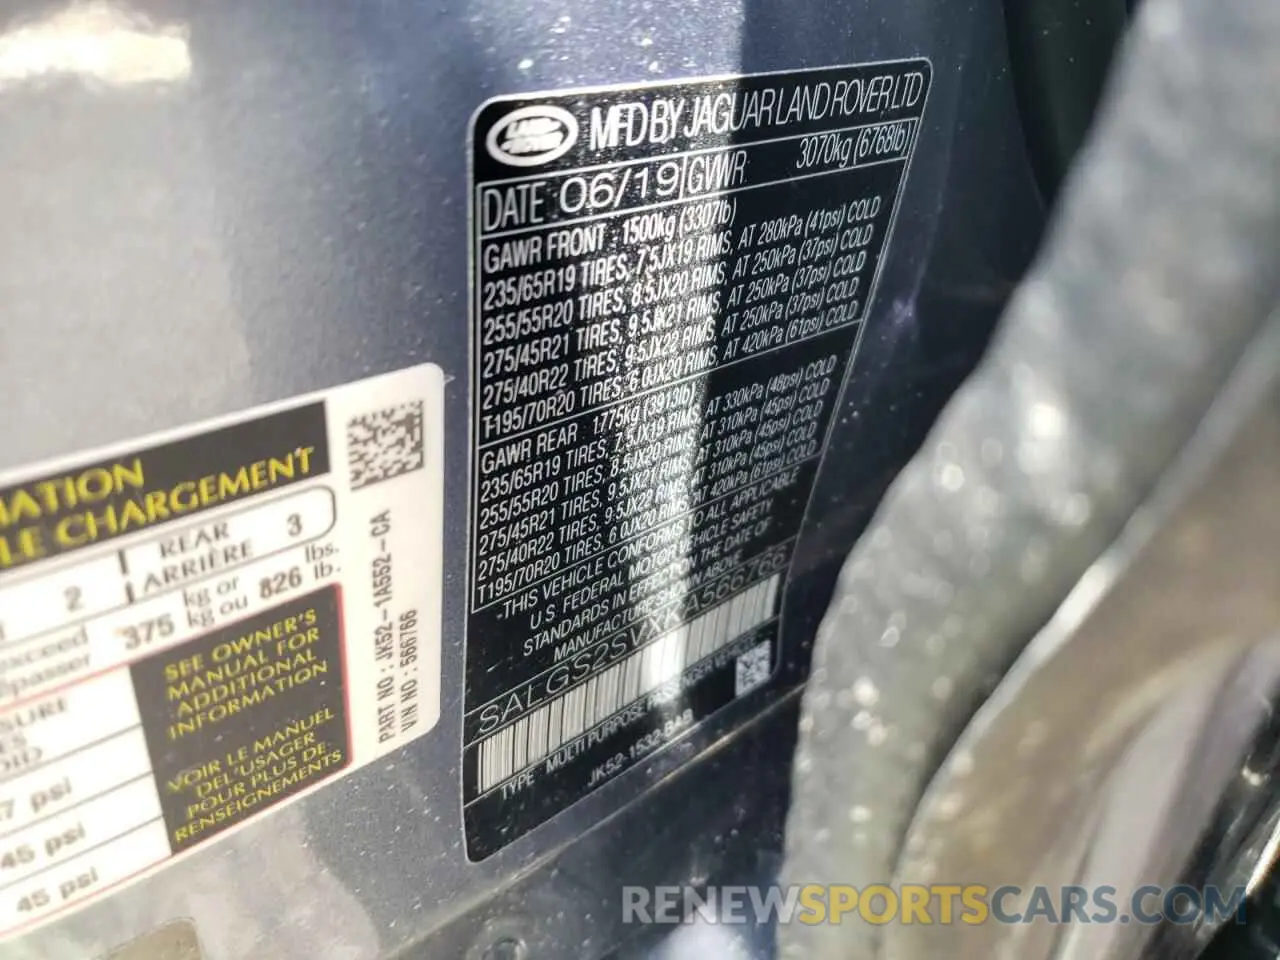 LAND ROVER
MFD BY JAGUAR LAND ROVER LTD
DATE 06/19 GVWR 3070kg (6768lb)
GAWR FRONT : 1500kg (3307lb)
235/65R19 TIRES, 7.5JX19 RIMS, AT 280kPa (41psi) COLD
255/55R20 TIRES, 8.5JX20 RIMS, AT 250kPa (37psi) COLD
275/45R21 TIRES, 9.5JX21 RIMS, AT 250kPa (37psi) COLD
275/40R22 TIRES, 9.5JX22 RIMS, AT 250kPa (37psi) COLD
T195/70R20 TIRES, 6.0JX20 RIMS, AT 420kPa (61psi) COLD
GAWR REAR : 1775kg (3913lb)
235/65R19 TIRES, 7.5JX19 RIMS, AT 330kPa (48psi) COLD
255/55R20 TIRES, 8.5JX20 RIMS, AT 310kPa (45psi) COLD
275/45R21 TIRES, 9.5JX21 RIMS, AT 310kPa (45psi) COLD
275/40R22 TIRES, 9.5JX22 RIMS, AT 310kPa (45psi) COLD
T195/70R20 TIRES, 6.0JX20 RIMS, AT 420kPa (61psi) COLD
THIS VEHICLE CONFORMS TO ALL APPLICABLE
U.S. FEDERAL MOTOR VEHICLE SAFETY
STANDARDS IN EFFECT ON THE DATE OF
MANUFACTURE SHOWN ABOVE.
SALGS2SVXKA566766
TYPE MULTI PURPOSE PASSENGER VEHICLE
JK52-1532-BAB
MATION
LE CHARGEMENT
2 REAR ARRIÈRE 3
375 kg or kg ou 826 lbs. lb.
SEE OWNER'S
MANUAL FOR
ADDITIONAL
INFORMATION
VOIR LE MANUEL
DE L'USAGER
POUR PLUS DE
RENSEIGNEMENTS
7 psi
45 psi
45 psi
PART NO : JK52-1A552-CA
VIN NO : 566766
RENEWSPORTSCARS.COM